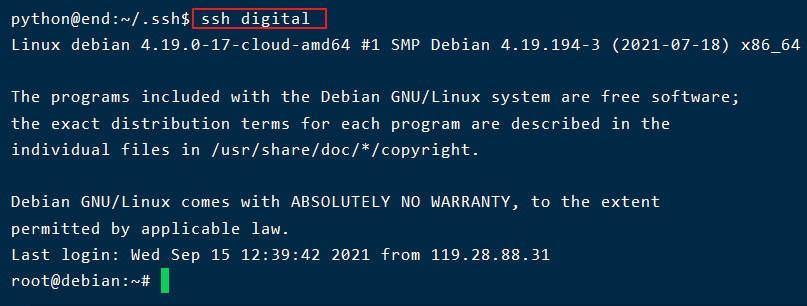 python@end:~/.ssh$ ssh digital
Linux debian 4.19.0-17-cloud-amd64 #1 SMP Debian 4.19.194-3 (2021-07-18) x86_64
The programs included with the Debian GNU/Linux system are free software;
the exact distribution terms for each program are described in the
individual files in /usr/share/doc/*/copyright.
Debian GNU/Linux comes with ABSOLUTELY NO WARRANTY, to the extent
permitted by applicable law.
Last login: Wed Sep 15 12:39:42 2021 from 119.28.88.31
root@debian:~#